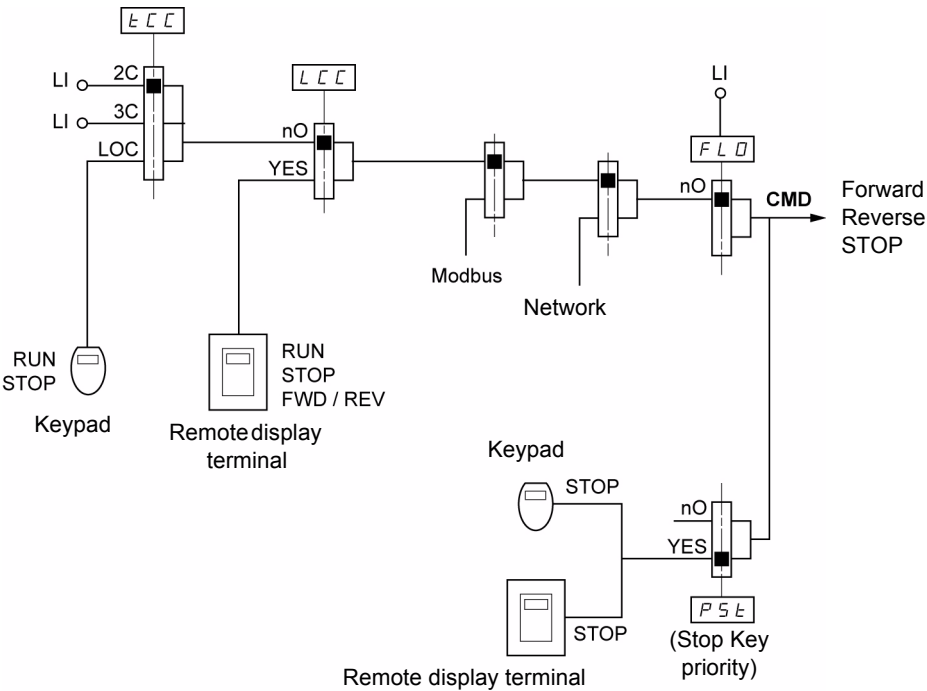 tCC
LI
2C
LI
3C
LOC
LCC
nO
YES
LI
FLO
nO
CMD
Forward
Reverse
STOP
Modbus
Network
RUN
STOP
Keypad
RUN
STOP
FWD / REV
Remote display
terminal
Keypad
STOP
nO
YES
STOP
PSt
(Stop Key
priority)
Remote display terminal